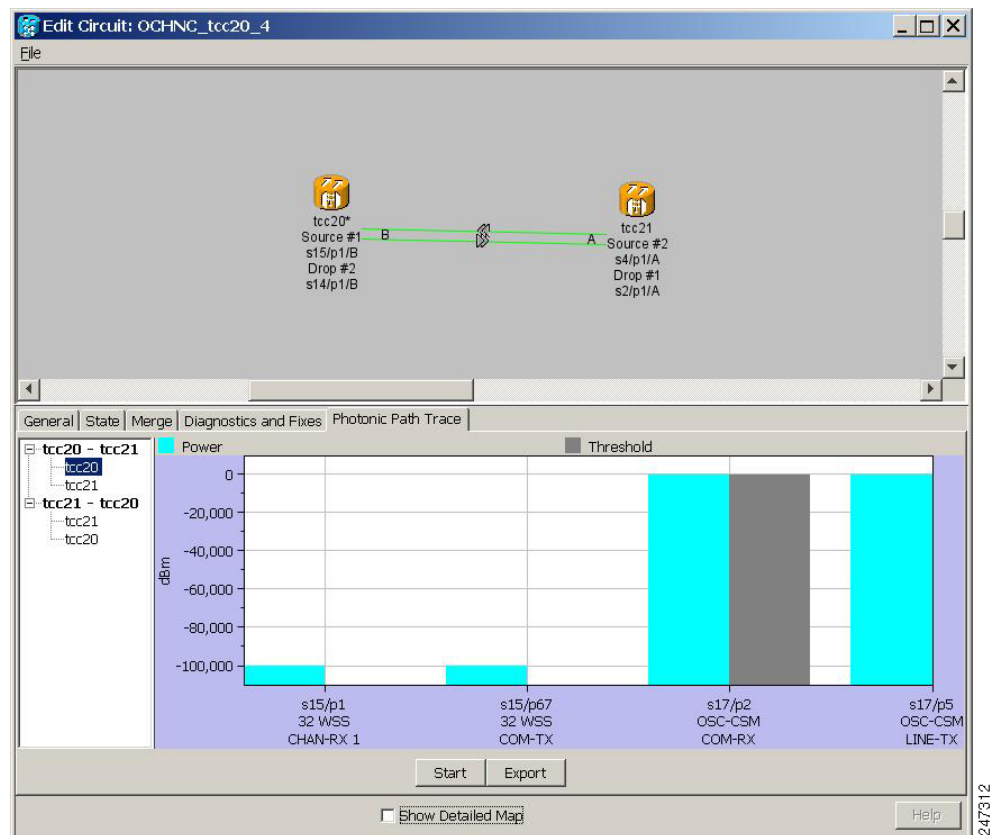 Edit Circuit: OCHNC_tcc20_4
File
tcc20*
Source #1
s15/p1/B
Drop #2
s14/p1/B
B
A
tcc21
Source #2
s4/p1/A
Drop #1
s2/p1/A
General State Merge Diagnostics and Fixes Photonic Path Trace
tcc20 - tcc21
tcc20
tcc21
tcc21 - tcc20
tcc21
tcc20
Power
Threshold
dBm
0
-20,000
-40,000
-60,000
-80,000
-100,000
s15/p1
32 WSS
CHAN-RX 1
s15/p67
32 WSS
COM-TX
s17/p2
OSC-CSM
COM-RX
s17/p5
OSC-CSM
LINE-TX
Start Export
Show Detailed Map
Help
247312